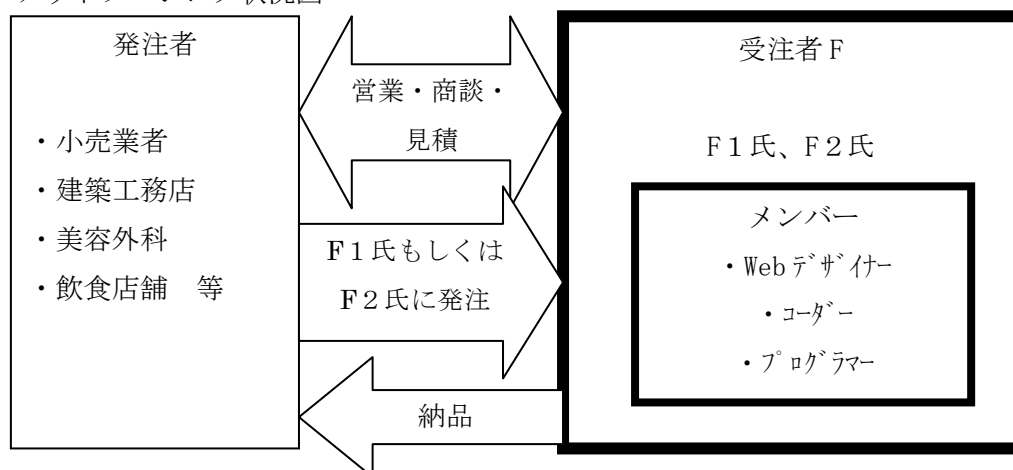 発注者
・小売業者
・建築工務店
・美容外科
・飲食店舗　等
営業・商談・
見積
F1氏もしくは
F2氏に発注
納品
受注者F
F1氏、F2氏
メンバー
・Webﾃﾞｻﾞｲﾅｰ
・ｺｰﾀﾞｰ
・ﾌﾟﾛｸﾞﾗﾏｰ